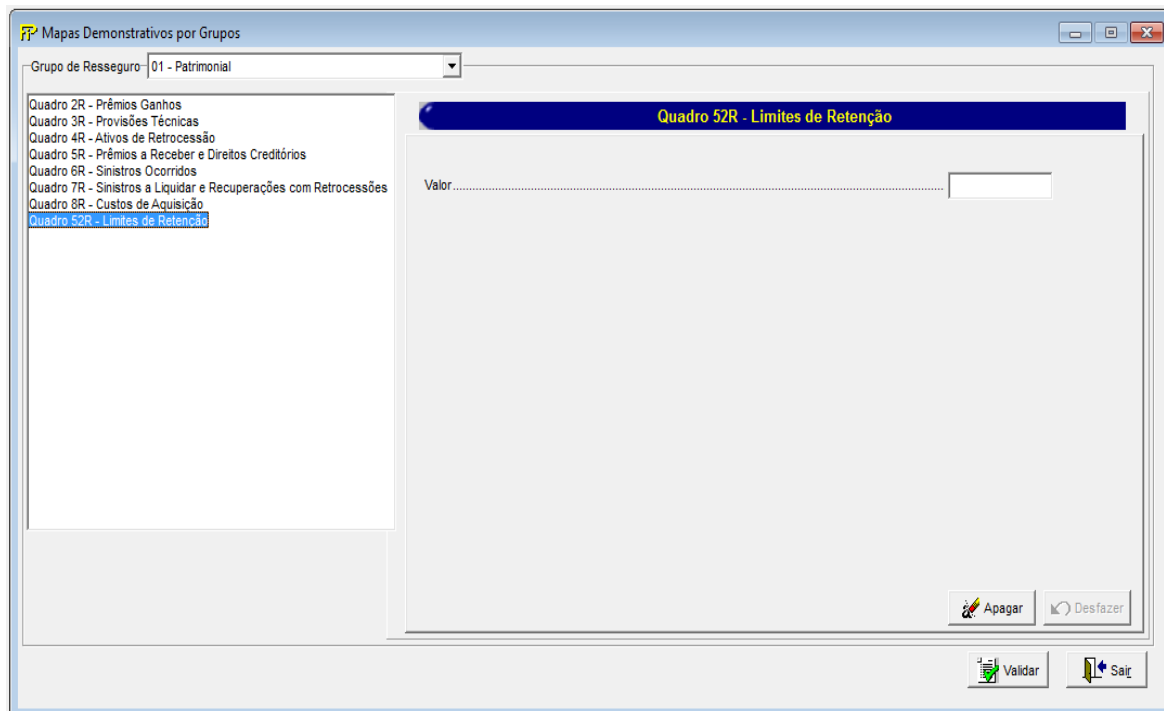 FIP Mapas Demonstrativos por Grupos
Grupo de Resseguro 01 - Patrimonial
Quadro 2R - Prêmios Ganhos
Quadro 3R - Provisões Técnicas
Quadro 4R - Ativos de Retrocessão
Quadro 5R - Prêmios a Receber e Direitos Creditórios
Quadro 6R - Sinistros Ocorridos
Quadro 7R - Sinistros a Liquidar e Recuperações com Retrocessões
Quadro 8R - Custos de Aquisição
Quadro 52R - Limites de Retenção
Quadro 52R - Limites de Retenção
Valor
Apagar
Desfazer
Validar
Sair